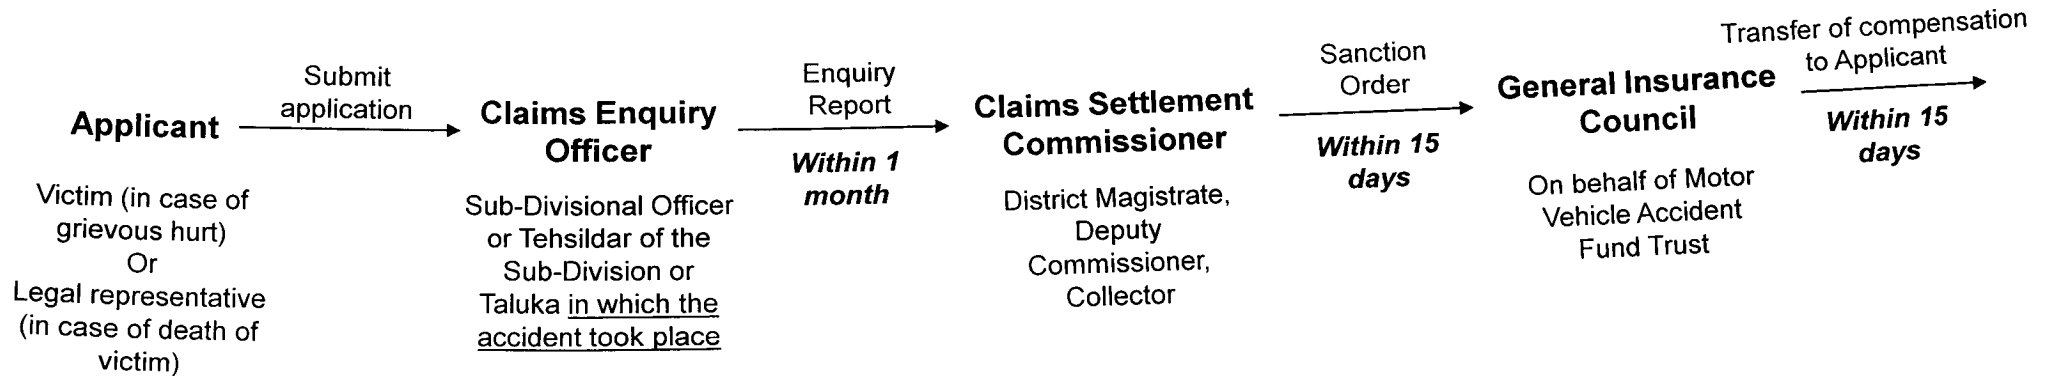 Applicant
Victim (in case of
grievous hurt)
Or
Legal representative
(in case of death of
victim)
Submit
application
Claims Enquiry
Officer
Sub-Divisional Officer
or Tehsildar of the
Sub-Division or
Taluka in which the
accident took place
Enquiry
Report
Within 1
month
Claims Settlement
Commissioner
District Magistrate,
Deputy
Commissioner,
Collector
Sanction
Order
Within 15
days
General Insurance
Council
On behalf of Motor
Vehicle Accident
Fund Trust
Transfer of compensation
to Applicant
Within 15
days